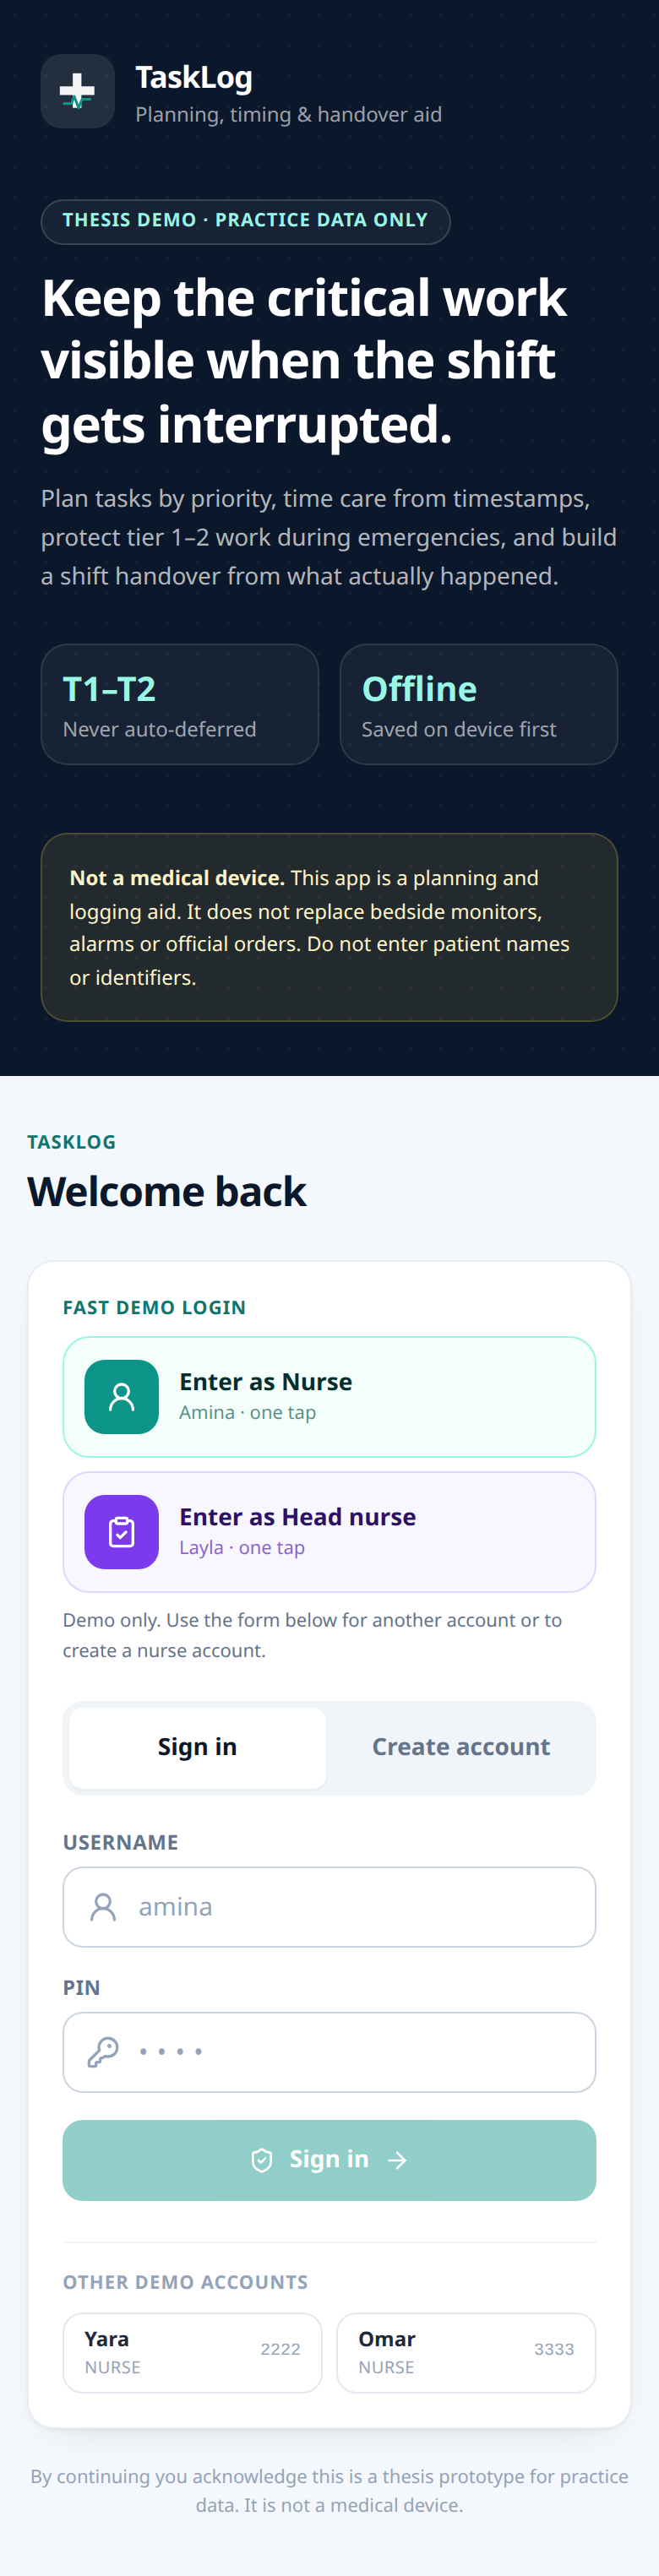 TaskLog
Planning, timing & handover aid
THESIS DEMO · PRACTICE DATA ONLY
Keep the critical work
visible when the shift
gets interrupted.
Plan tasks by priority, time care from timestamps,
protect tier 1–2 work during emergencies, and build
a shift handover from what actually happened.
T1–T2
Never auto-deferred
Offline
Saved on device first
Not a medical device. This app is a planning and
logging aid. It does not replace bedside monitors,
alarms or official orders. Do not enter patient names
or identifiers.
TASKLOG
Welcome back
FAST DEMO LOGIN
Enter as Nurse
Amina · one tap
Enter as Head nurse
Layla · one tap
Demo only. Use the form below for another account or to
create a nurse account.
Sign in
Create account
USERNAME
amina
PIN
• • • •
Sign in
OTHER DEMO ACCOUNTS
Yara
NURSE
2222
Omar
NURSE
3333
By continuing you acknowledge this is a thesis prototype for practice
data. It is not a medical device.